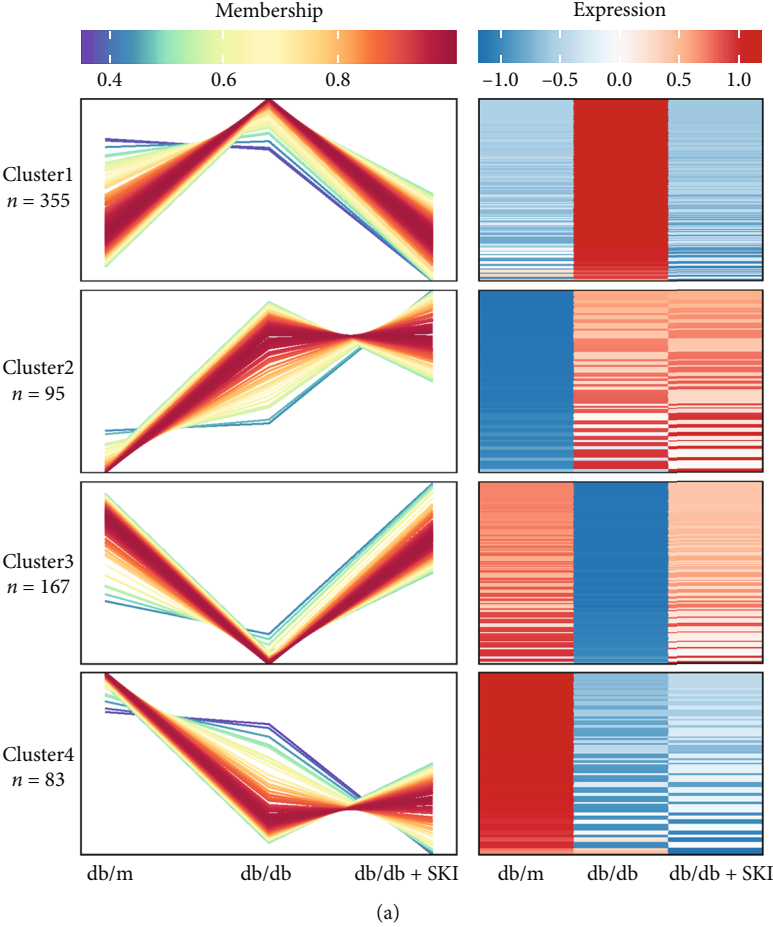 Membership
Expression
0.4 0.6 0.8
−1.0 −0.5 0.0 0.5 1.0
Cluster1
n = 355
Cluster2
n = 95
Cluster3
n = 167
Cluster4
n = 83
db/m db/db db/db + SKI
db/m db/db db/db + SKI
(a)